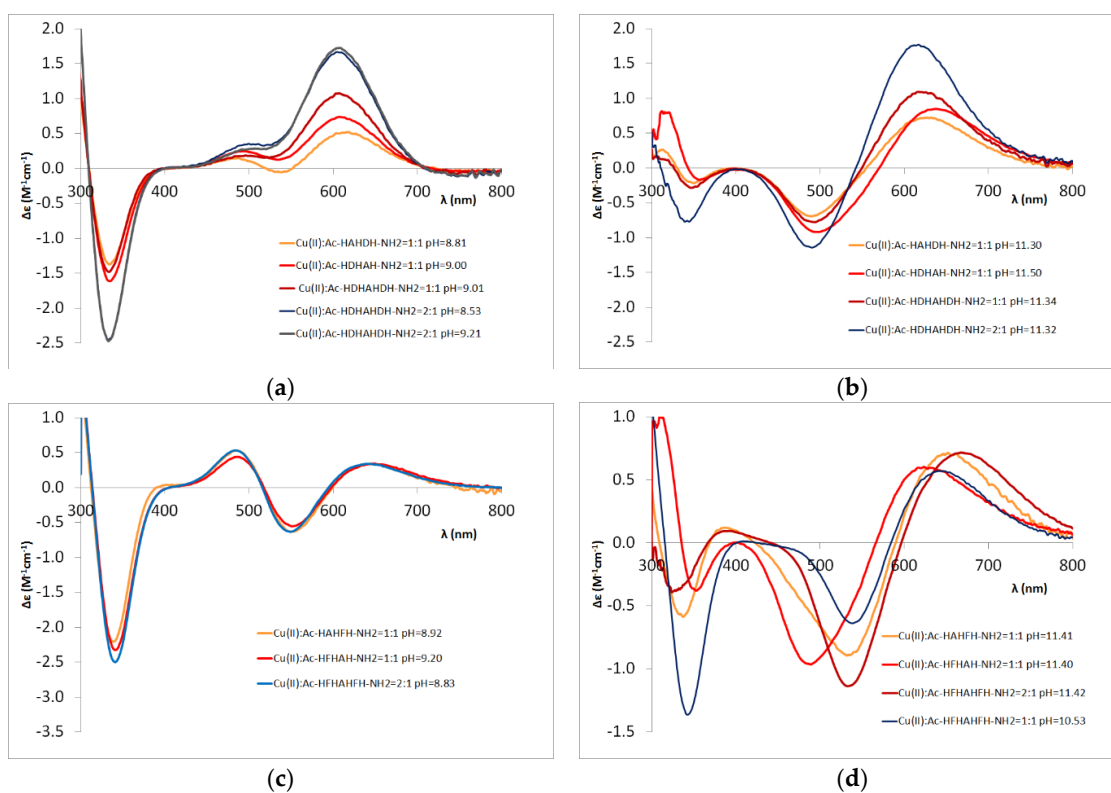 2.0
1.5
1.0
0.5
0.0
-0.5
-1.0
-1.5
-2.0
-2.5
Δε (M⁻¹·cm⁻¹)
300 400 500 600 700 800
λ (nm)
Cu(II):Ac-HAHDH-NH2=1:1 pH=8.81
Cu(II):Ac-HDHAH-NH2=1:1 pH=9.00
Cu(II):Ac-HDHAHDH-NH2=1:1 pH=9.01
Cu(II):Ac-HDHAHDH-NH2=2:1 pH=8.53
Cu(II):Ac-HDHAHDH-NH2=2:1 pH=9.21
(a)
2.0
1.5
1.0
0.5
0.0
-0.5
-1.0
-1.5
-2.0
-2.5
Δε (M⁻¹·cm⁻¹)
300 400 500 600 700 800
λ (nm)
Cu(II):Ac-HAHDH-NH2=1:1 pH=11.30
Cu(II):Ac-HDHAH-NH2=1:1 pH=11.50
Cu(II):Ac-HDHAHDH-NH2=1:1 pH=11.34
Cu(II):Ac-HDHAHDH-NH2=2:1 pH=11.32
(b)
1.0
0.5
0.0
-0.5
-1.0
-1.5
-2.0
-2.5
-3.0
-3.5
Δε (M⁻¹·cm⁻¹)
300 400 500 600 700 800
λ (nm)
Cu(II):Ac-HAHFH-NH2=1:1 pH=8.92
Cu(II):Ac-HFHAH-NH2=1:1 pH=9.20
Cu(II):Ac-HFHAHFH-NH2=2:1 pH=8.83
(c)
1.0
0.5
0.0
-0.5
-1.0
-1.5
Δε (M⁻¹·cm⁻¹)
300 400 500 600 700 800
λ (nm)
Cu(II):Ac-HAHFH-NH2=1:1 pH=11.41
Cu(II):Ac-HFHAH-NH2=1:1 pH=11.40
Cu(II):Ac-HFHAHFH-NH2=2:1 pH=11.42
Cu(II):Ac-HFHAHFH-NH2=1:1 pH=10.53
(d)